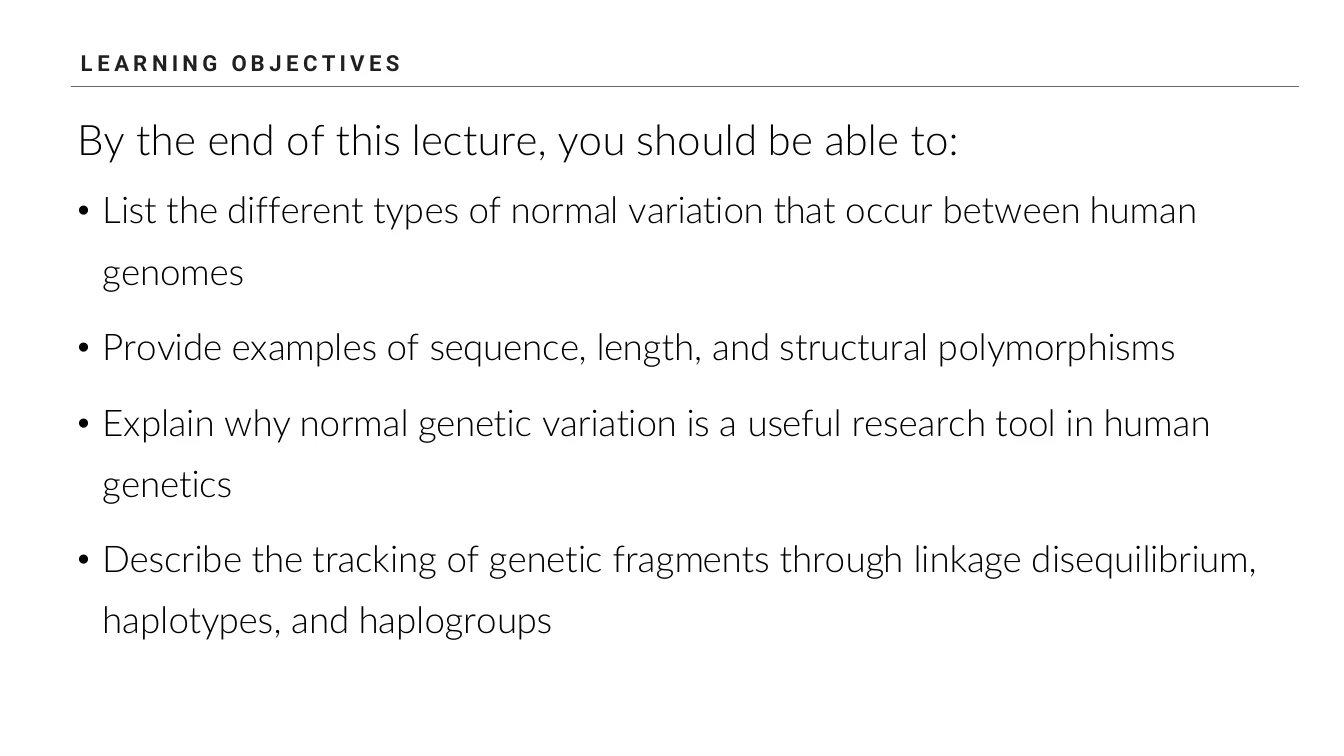 LEARNING OBJECTIVES
By the end of this lecture, you should be able to:
• List the different types of normal variation that occur between human
genomes
• Provide examples of sequence, length, and structural polymorphisms
• Explain why normal genetic variation is a useful research tool in human
genetics
• Describe the tracking of genetic fragments through linkage disequilibrium,
haplotypes, and haplogroups